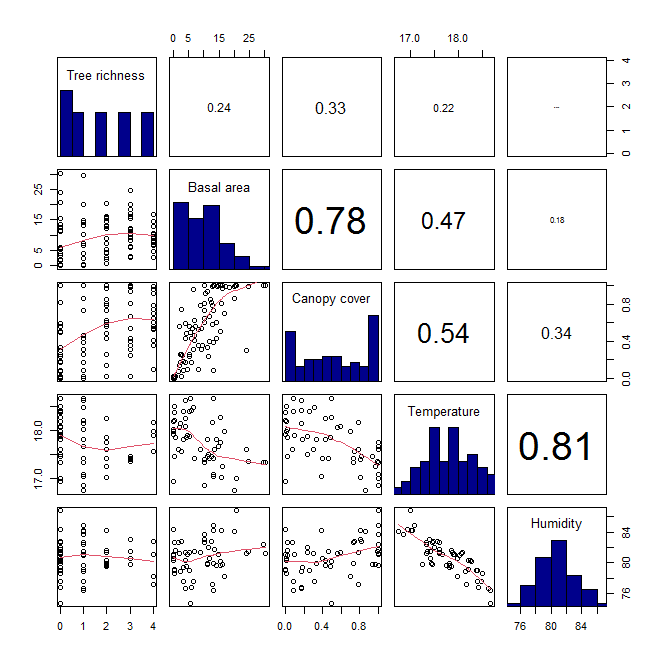 0 5 15 25
17.0 18.0
Tree richness
0.24
0.33
0.22
0 1 2 3 4
0 5 15 25
Basal area
0.78
0.47
0.18
Canopy cover
0.54
0.34
0.0 0.4 0.8
17.0 18.0
Temperature
0.81
Humidity
76 80 84
0 1 2 3 4
0.0 0.4 0.8
76 80 84